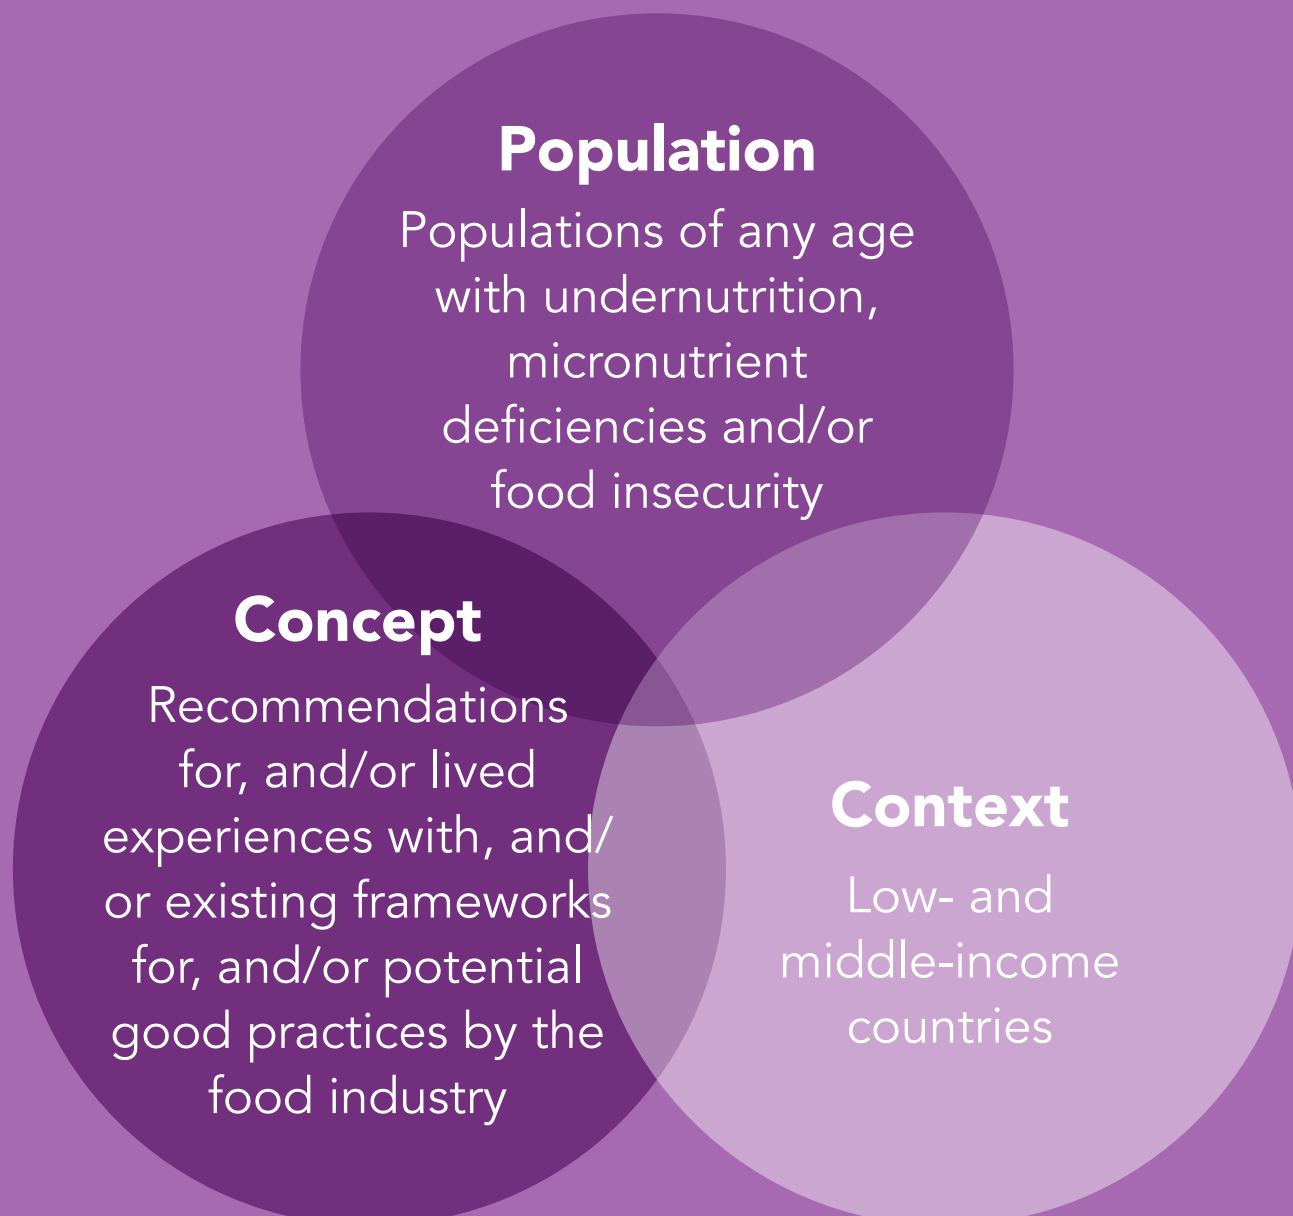 Population
Populations of any age
with undernutrition,
micronutrient
deficiencies and/or
food insecurity
Concept
Recommendations
for, and/or lived
experiences with, and/
or existing frameworks
for, and/or potential
good practices by the
food industry
Context
Low- and
middle-income
countries